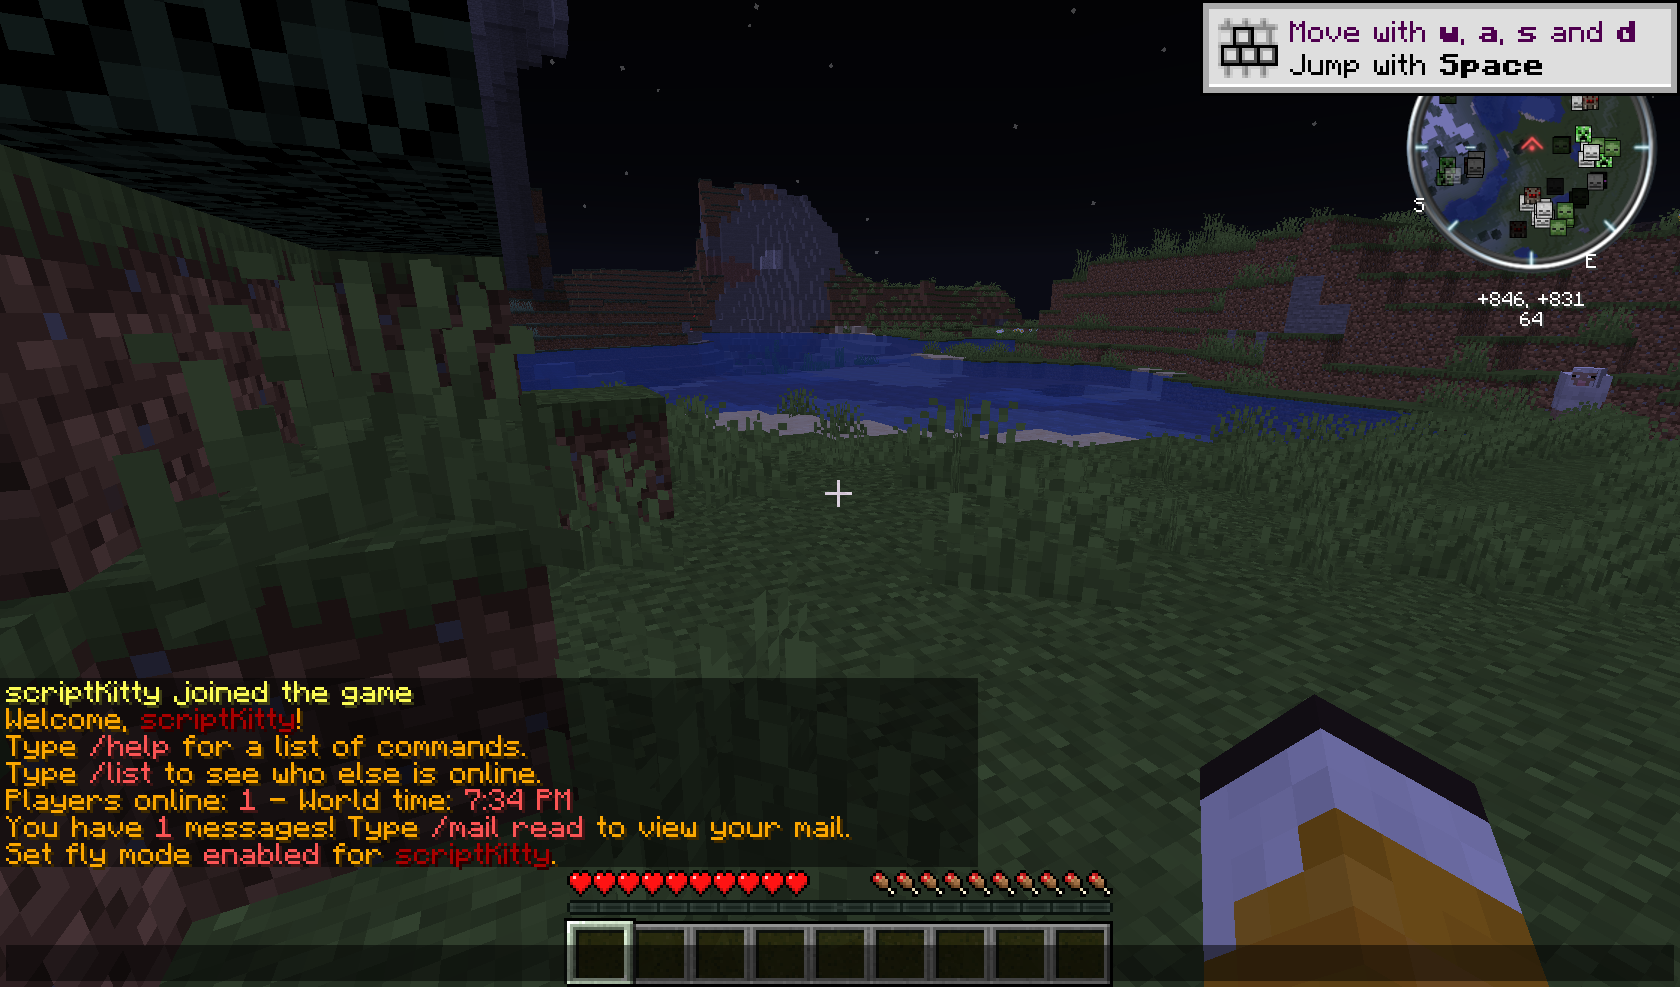 Move with w, a, s and d
Jump with Space
S
E
+846, +831
64
scriptKitty joined the game
Welcome, scriptKitty!
Type /help for a list of commands.
Type /list to see who else is online.
Players online: 1 - World time: 7:34 PM
You have 1 messages! Type /mail read to view your mail.
Set fly mode enabled for scriptKitty.